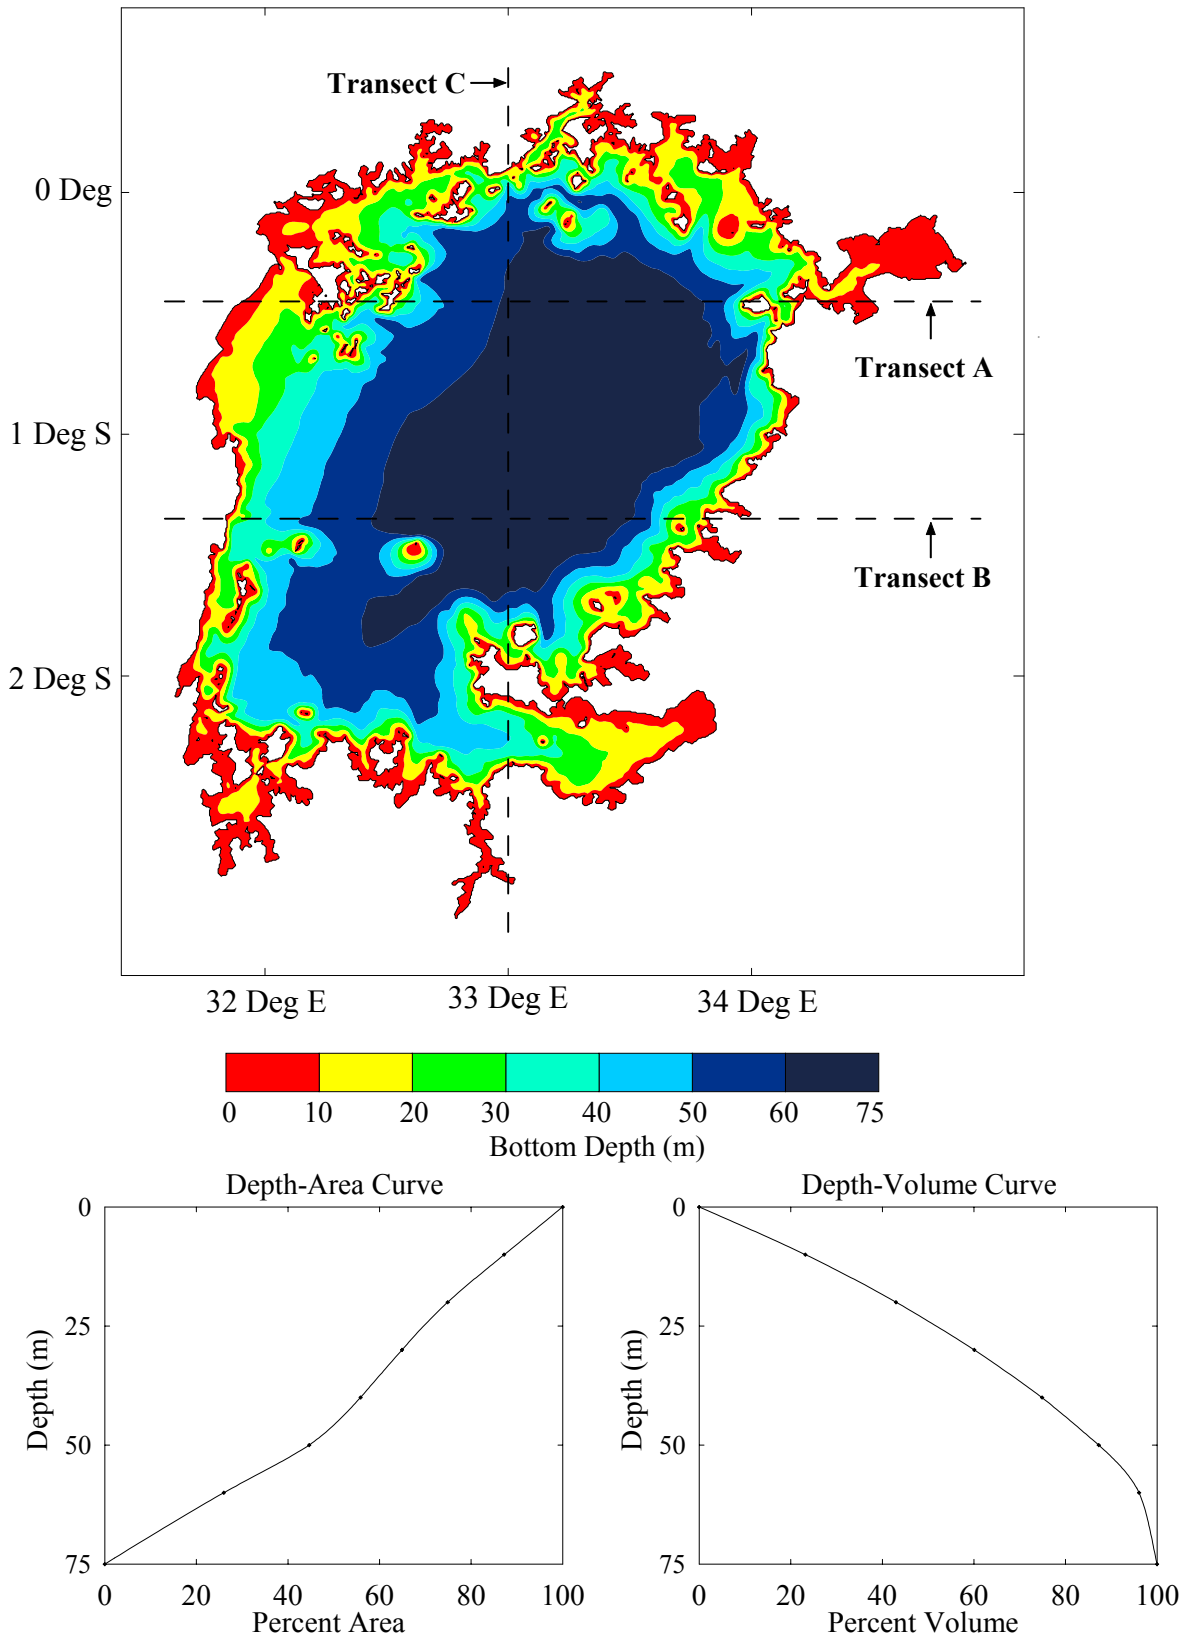 Transect C
0 Deg
Transect A
1 Deg S
Transect B
2 Deg S
32 Deg E 33 Deg E 34 Deg E
0 10 20 30 40 50 60 75
Bottom Depth (m)
Depth-Area Curve
0
25
50
75
Depth (m)
0 20 40 60 80 100
Percent Area
Depth-Volume Curve
0
25
50
75
Depth (m)
0 20 40 60 80 100
Percent Volume